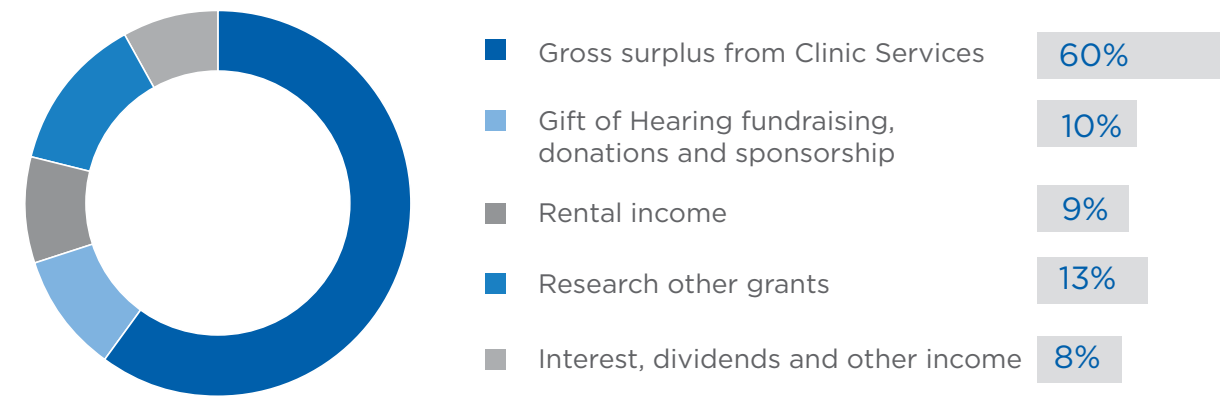 Gross surplus from Clinic Services 60%
Gift of Hearing fundraising, 10%
donations and sponsorship
Rental income 9%
Research other grants 13%
Interest, dividends and other income 8%